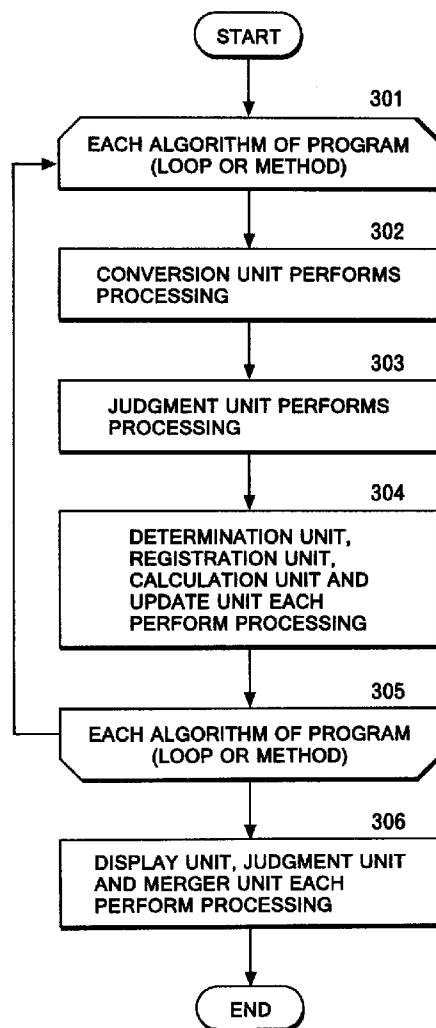 START
301
EACH ALGORITHM OF PROGRAM
(LOOP OR METHOD)
302
CONVERSION UNIT PERFORMS
PROCESSING
303
JUDGMENT UNIT PERFORMS
PROCESSING
304
DETERMINATION UNIT,
REGISTRATION UNIT,
CALCULATION UNIT AND
UPDATE UNIT EACH
PERFORM PROCESSING
305
EACH ALGORITHM OF PROGRAM
(LOOP OR METHOD)
306
DISPLAY UNIT, JUDGMENT UNIT
AND MERGER UNIT EACH
PERFORM PROCESSING
END